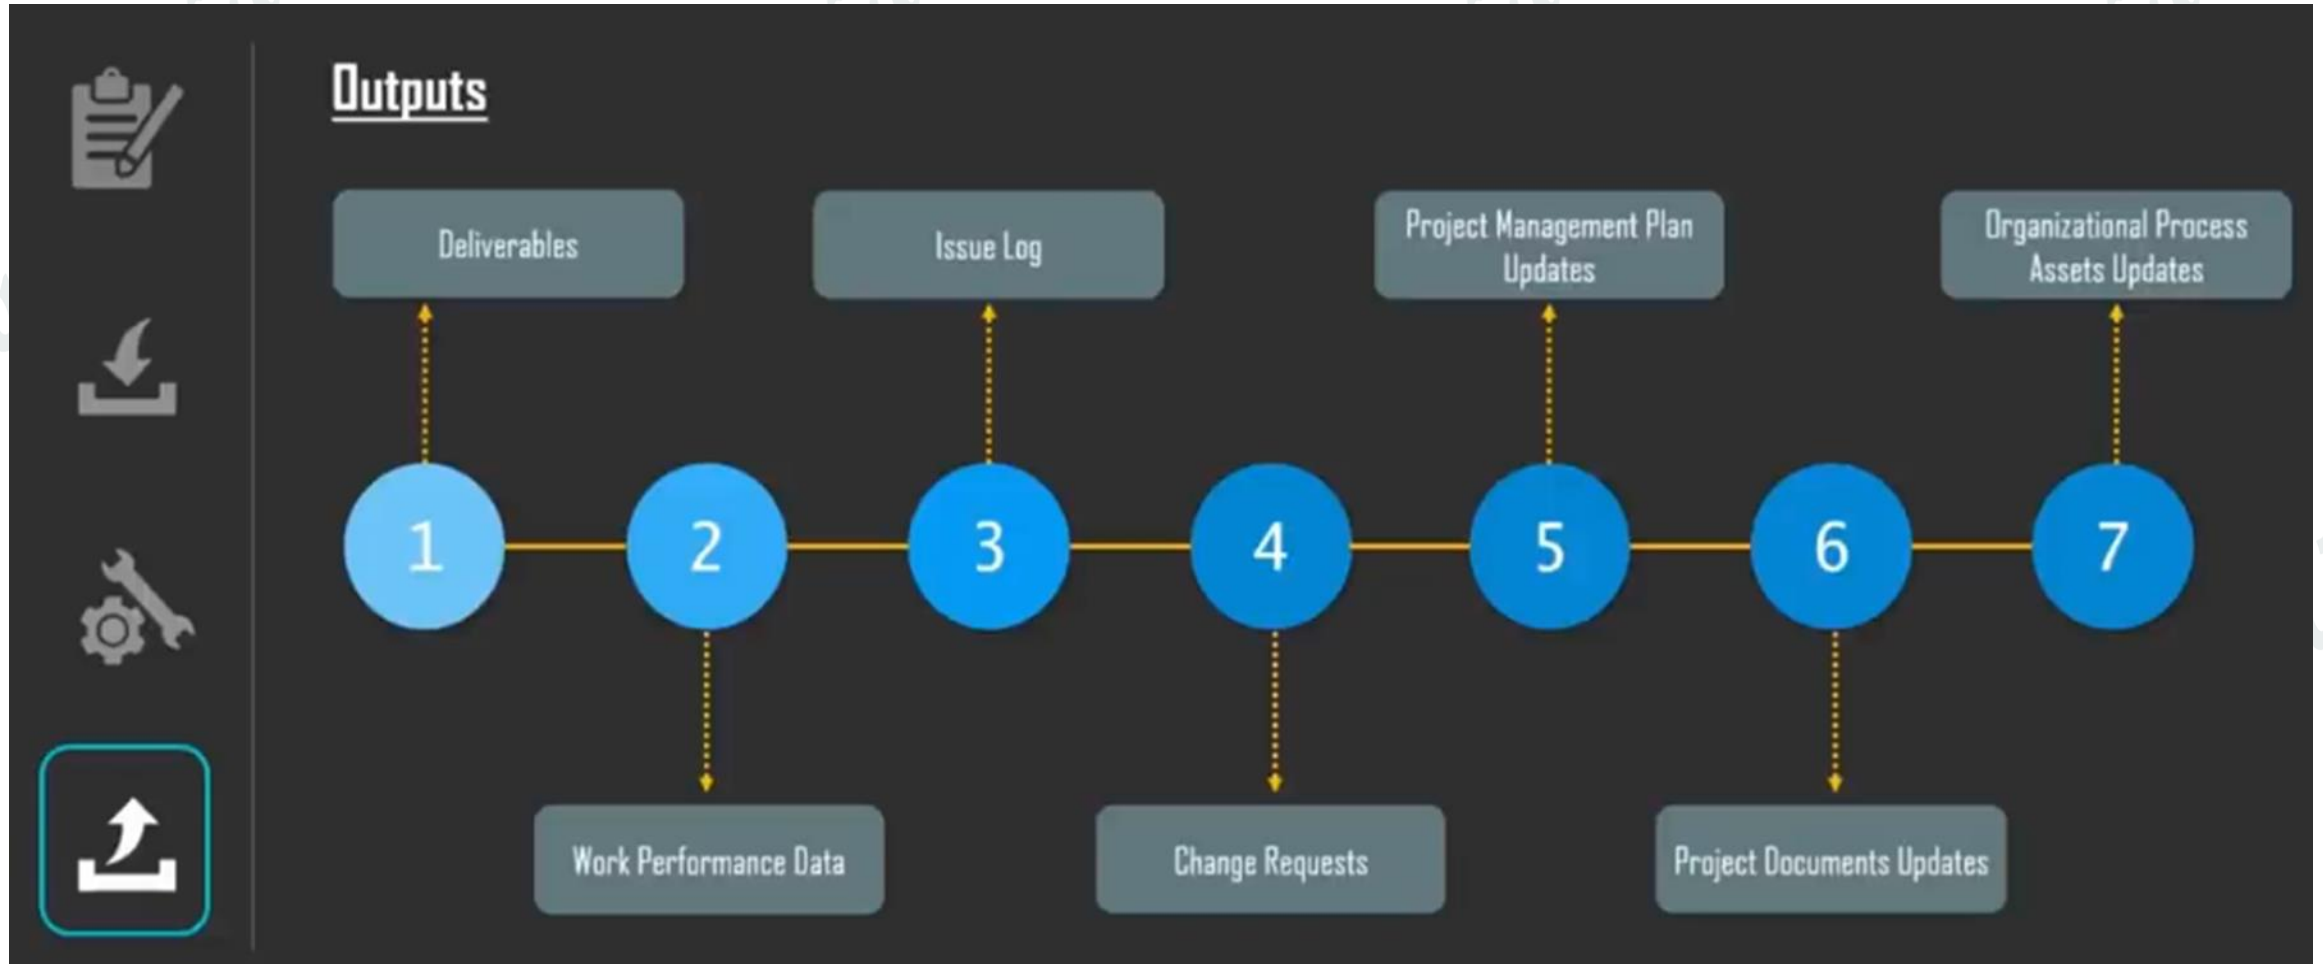 Outputs
Deliverables
Issue Log
Project Management Plan
Updates
Organizational Process
Assets Updates
1
2
3
4
5
6
7
Work Performance Data
Change Requests
Project Documents Updates